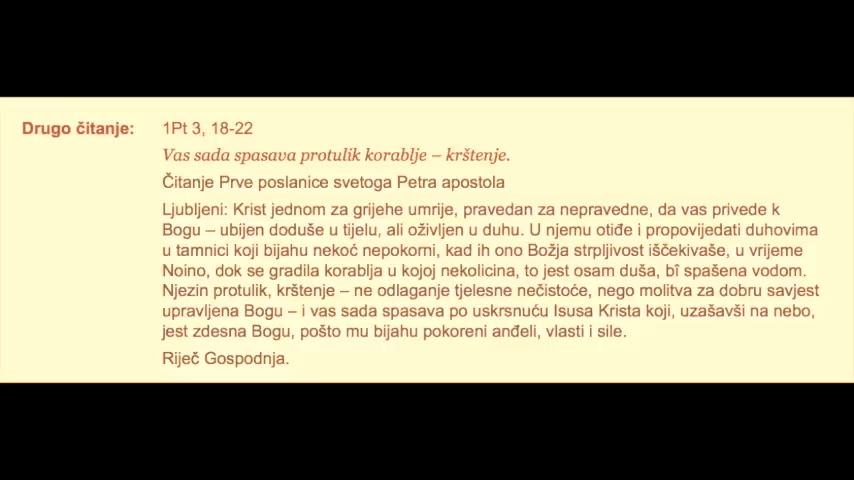 Drugo čitanje: 1Pt 3, 18-22
Vas sada spasava protulik korablje – krštenje.
Čitanje Prve poslanice svetoga Petra apostola
Ljubljeni: Krist jednom za grijehe umrije, pravedan za nepravedne, da vas privede k
Bogu – ubijen doduše u tijelu, ali oživljen u duhu. U njemu otiđe i propovijedati duhovima
u tamnici koji bijahu nekoć nepokorni, kad ih ono Božja strpljivost iščekivaše, u vrijeme
Noino, dok se gradila korablja u kojoj nekolicina, to jest osam duša, bî spašena vodom.
Njezin protulik, krštenje – ne odlaganje tjelesne nečistoće, nego molitva za dobru savjest
upravljena Bogu – i vas sada spasava po uskrsnuću Isusa Krista koji, uzašavši na nebo,
jest zdesna Bogu, pošto mu bijahu pokoreni anđeli, vlasti i sile.
Riječ Gospodnja.